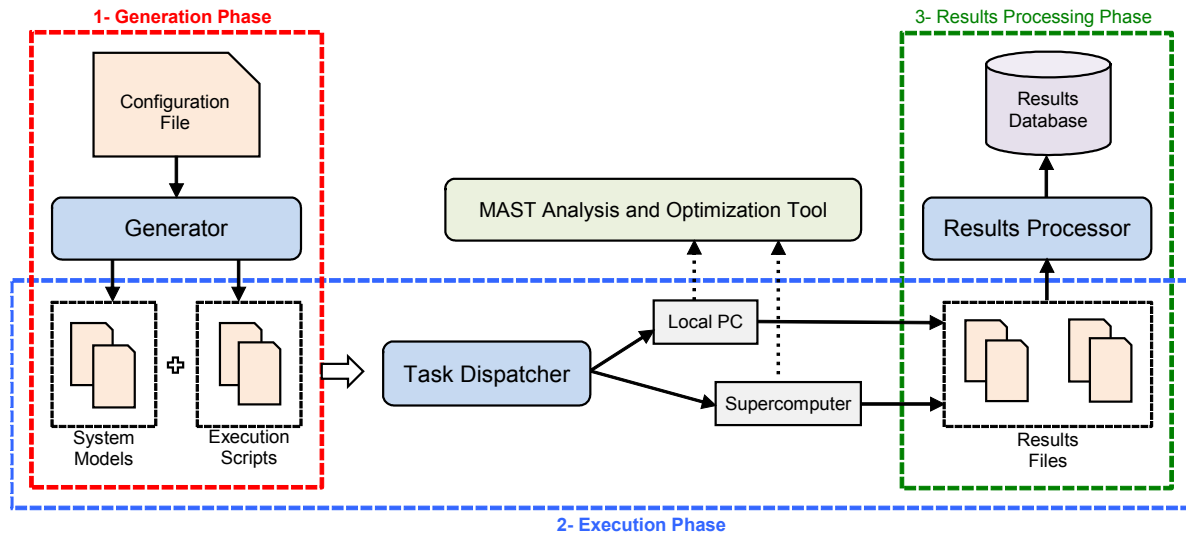 1- Generation Phase
3- Results Processing Phase
Configuration
File
Results
Database
Generator
MAST Analysis and Optimization Tool
Results Processor
Local PC
Task Dispatcher
Supercomputer
System
Models
Execution
Scripts
Results
Files
2- Execution Phase